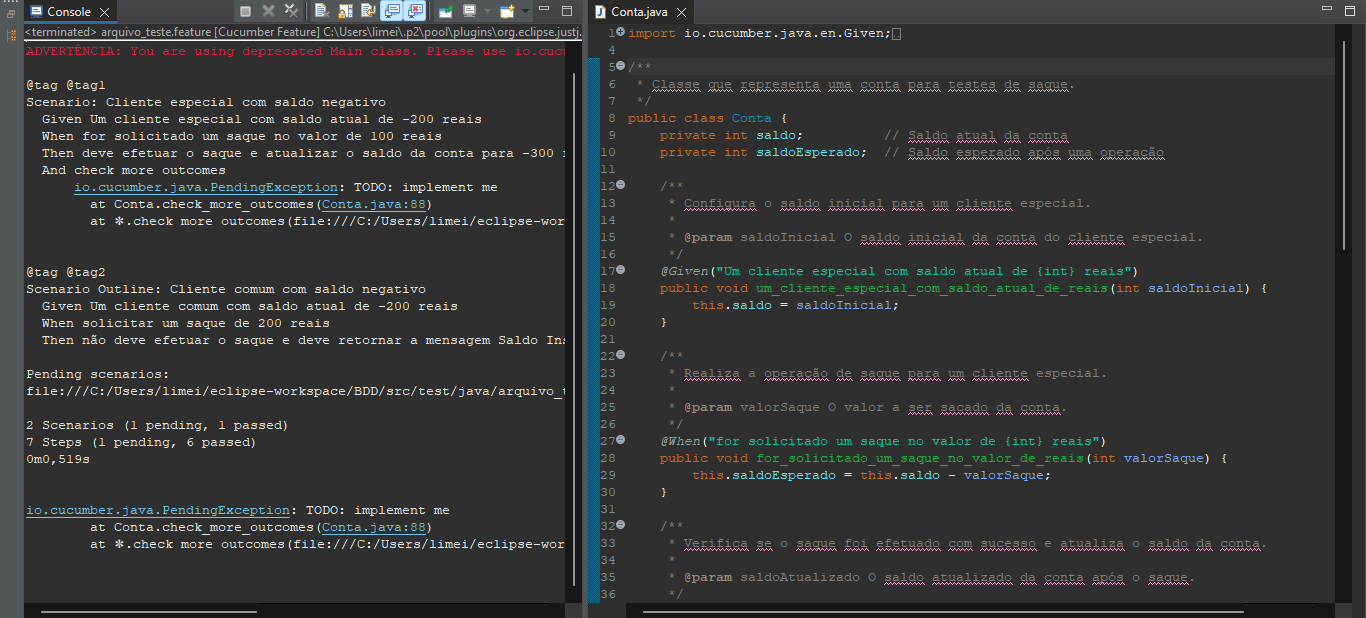 Console
<terminated> arquivo_teste.feature [Cucumber Feature] C:\Users\limei\.p2\pool\plugins\org.eclipse.justj.
ADVERTÊNCIA: You are using deprecated Main class. Please use io.cuc
@tag @tag1
Scenario: Cliente especial com saldo negativo
Given Um cliente especial com saldo atual de -200 reais
When for solicitado um saque no valor de 100 reais
Then deve efetuar o saque e atualizar o saldo da conta para -300 r
And check more outcomes
io.cucumber.java.PendingException: TODO: implement me
at Conta.check_more_outcomes(Conta.java:88)
at *.check more outcomes(file:///C:/Users/limei/eclipse-wor
@tag @tag2
Scenario Outline: Cliente comum com saldo negativo
Given Um cliente comum com saldo atual de -200 reais
When solicitar um saque de 200 reais
Then não deve efetuar o saque e deve retornar a mensagem Saldo Ins
Pending scenarios:
file:///C:/Users/limei/eclipse-workspace/BDD/src/test/java/arquivo_t
2 Scenarios (1 pending, 1 passed)
7 Steps (1 pending, 6 passed)
0m0,519s
io.cucumber.java.PendingException: TODO: implement me
at Conta.check_more_outcomes(Conta.java:88)
at *.check more outcomes(file:///C:/Users/limei/eclipse-wor
Conta.java
1 import io.cucumber.java.en.Given;
4
5 /**
6 * Classe que representa uma conta para testes de saque.
7 */
8 public class Conta {
9 private int saldo; // Saldo atual da conta
10 private int saldoEsperado; // Saldo esperado após uma operação
11
12 /**
13 * Configura o saldo inicial para um cliente especial.
14 *
15 * @param saldoInicial O saldo inicial da conta do cliente especial.
16 */
17 @Given("Um cliente especial com saldo atual de {int} reais")
18 public void um_cliente_especial_com_saldo_atual_de_reais(int saldoInicial) {
19 this.saldo = saldoInicial;
20 }
21
22 /**
23 * Realiza a operação de saque para um cliente especial.
24 *
25 * @param valorSaque O valor a ser sacado da conta.
26 */
27 @When("for solicitado um saque no valor de {int} reais")
28 public void for_solicitado_um_saque_no_valor_de_reais(int valorSaque) {
29 this.saldoEsperado = this.saldo - valorSaque;
30 }
31
32 /**
33 * Verifica se o saque foi efetuado com sucesso e atualiza o saldo da conta.
34 *
35 * @param saldoAtualizado O saldo atualizado da conta após o saque.
36 */